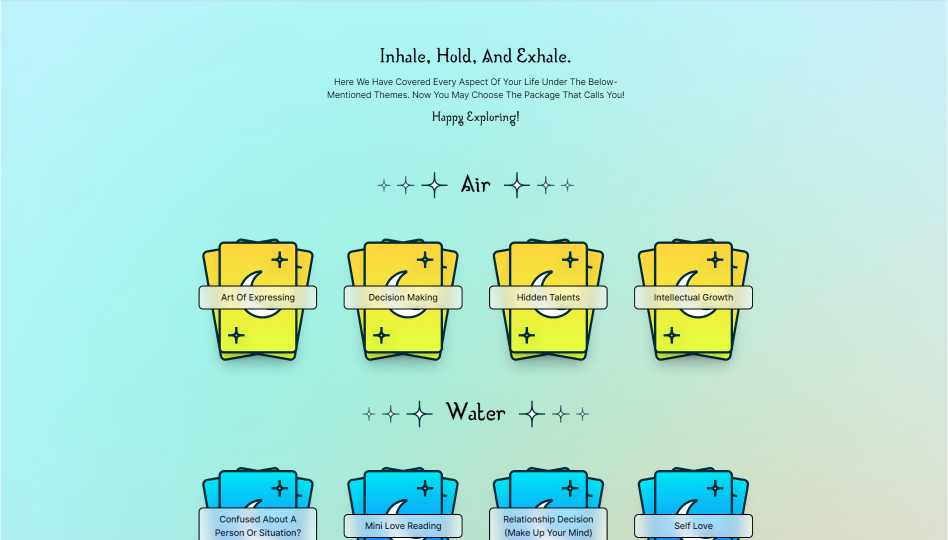 Inhale, Hold, And Exhale.
Here We Have Covered Every Aspect Of Your Life Under The Below-
Mentioned Themes. Now You May Choose The Package That Calls You!
Happy Exploring!
Air
Art Of Expressing
Decision Making
Hidden Talents
Intellectual Growth
Water
Confused About A
Person Or Situation?
Mini Love Reading
Relationship Decision
(Make Up Your Mind)
Self Love